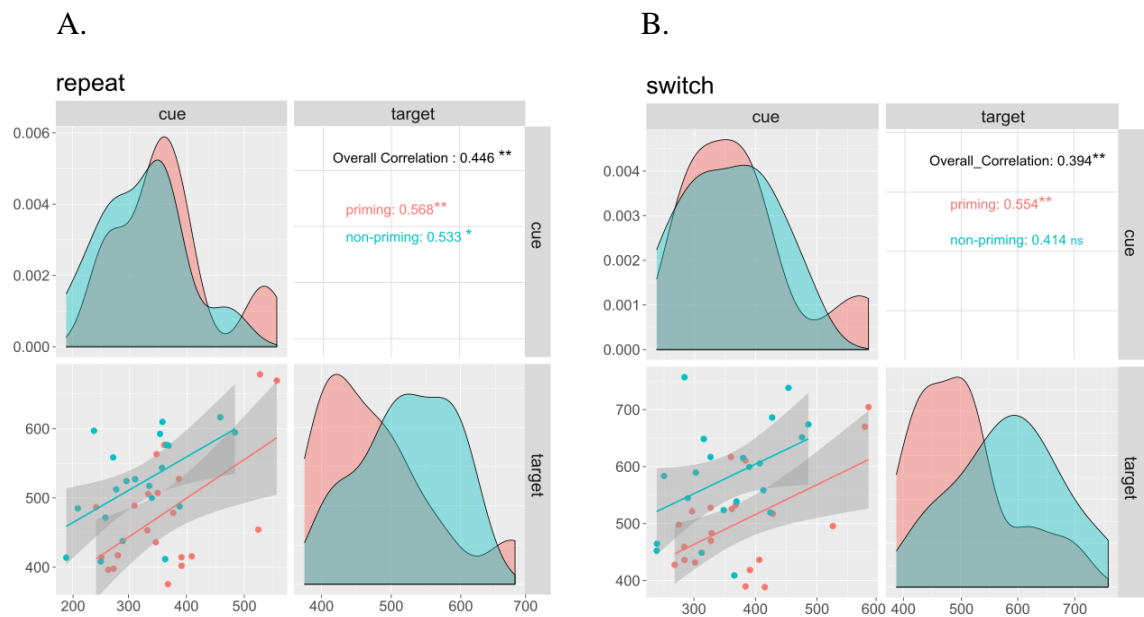 A.
B.
repeat
cue
target
0.006
0.004
0.002
0.000
Overall Correlation : 0.446 **
priming: 0.568**
non-priming: 0.533 *
cue
600
500
400
target
200 300 400 500
400 500 600 700
switch
cue
target
0.004
0.003
0.002
0.001
0.000
Overall_Correlation: 0.394**
priming: 0.554**
non-priming: 0.414 ns
cue
700
600
500
400
target
300 400 500 600
400 500 600 700